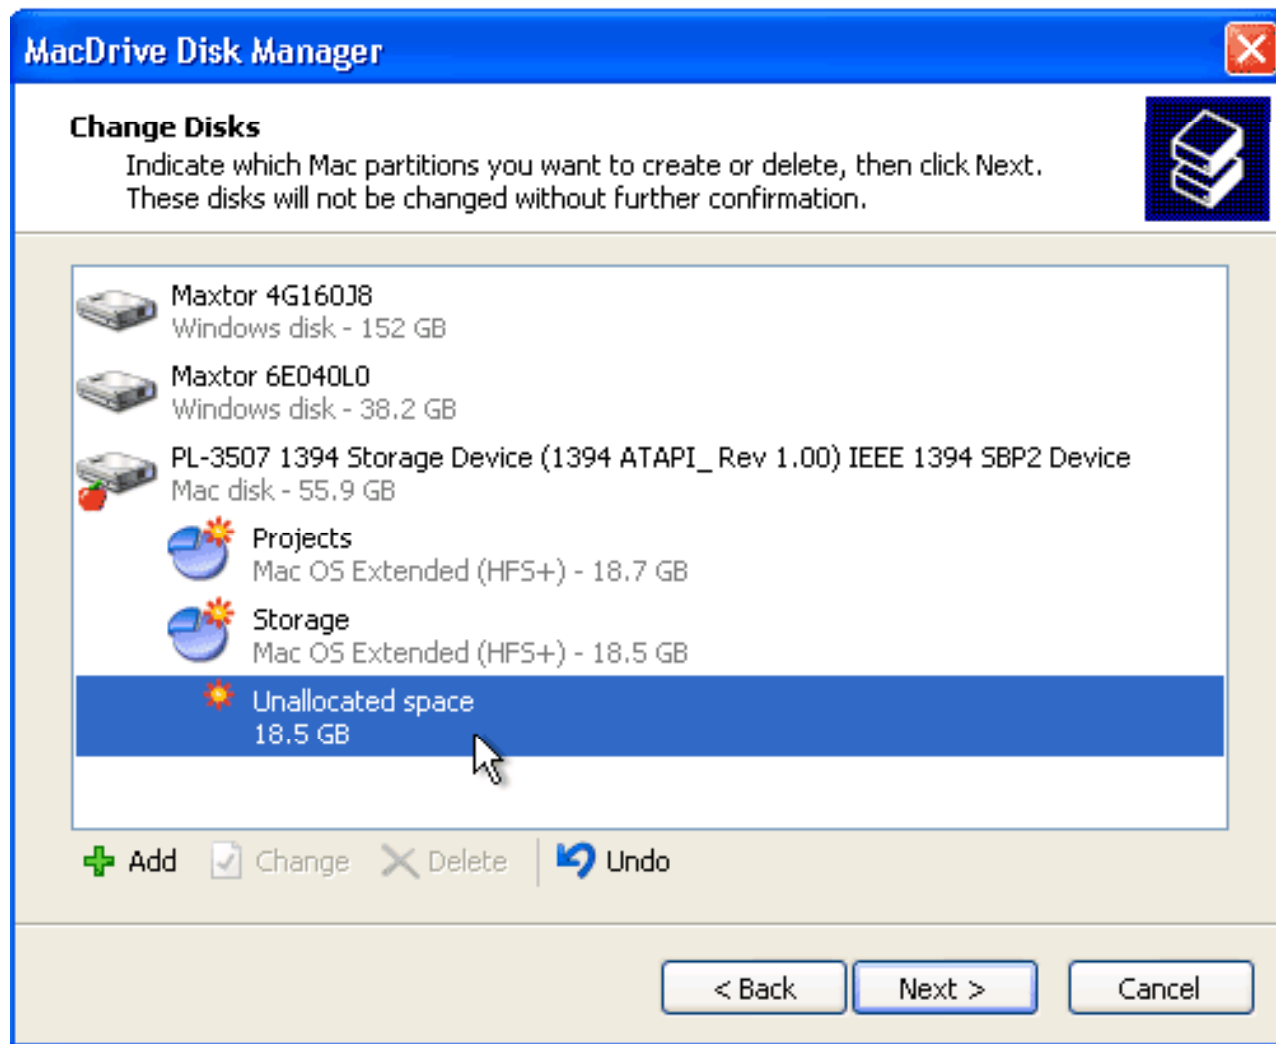 MacDrive Disk Manager
Change Disks
Indicate which Mac partitions you want to create or delete, then click Next.
These disks will not be changed without further confirmation.
Maxtor 4G160J8
Windows disk - 152 GB
Maxtor 6E040L0
Windows disk - 38.2 GB
PL-3507 1394 Storage Device (1394 ATAPI_ Rev 1.00) IEEE 1394 SBP2 Device
Mac disk - 55.9 GB
Projects
Mac OS Extended (HFS+) - 18.7 GB
Storage
Mac OS Extended (HFS+) - 18.5 GB
Unallocated space
18.5 GB
Add Change Delete Undo
< Back Next > Cancel